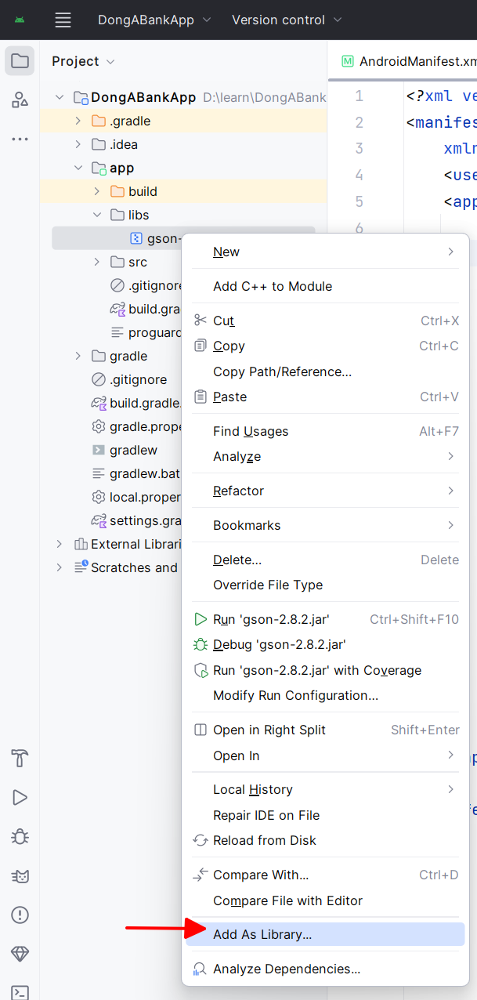 DongABankApp Version control
Project
AndroidManifest.xm
DongABankApp D:\learn\DongABank
.gradle
.idea
app
build
libs
gson-
src
.gitignore
build.gra
proguard
gradle
.gitignore
build.gradle.
gradle.prope
gradlew
gradlew.bat
local.proper
settings.gra
External Librari
Scratches and
1 <?xml ve
2 <manifes
3 xmlr
4 <use
5 <app
6
New
Add C++ to Module
Cut Ctrl+X
Copy Ctrl+C
Copy Path/Reference...
Paste Ctrl+V
Find Usages Alt+F7
Analyze
Refactor
Bookmarks
Delete... Delete
Override File Type
Run 'gson-2.8.2.jar' Ctrl+Shift+F10
Debug 'gson-2.8.2.jar'
Run 'gson-2.8.2.jar' with Coverage
Modify Run Configuration...
Open in Right Split Shift+Enter
Open In
Local History
Repair IDE on File
Reload from Disk
Compare With... Ctrl+D
Compare File with Editor
Add As Library...
Analyze Dependencies...